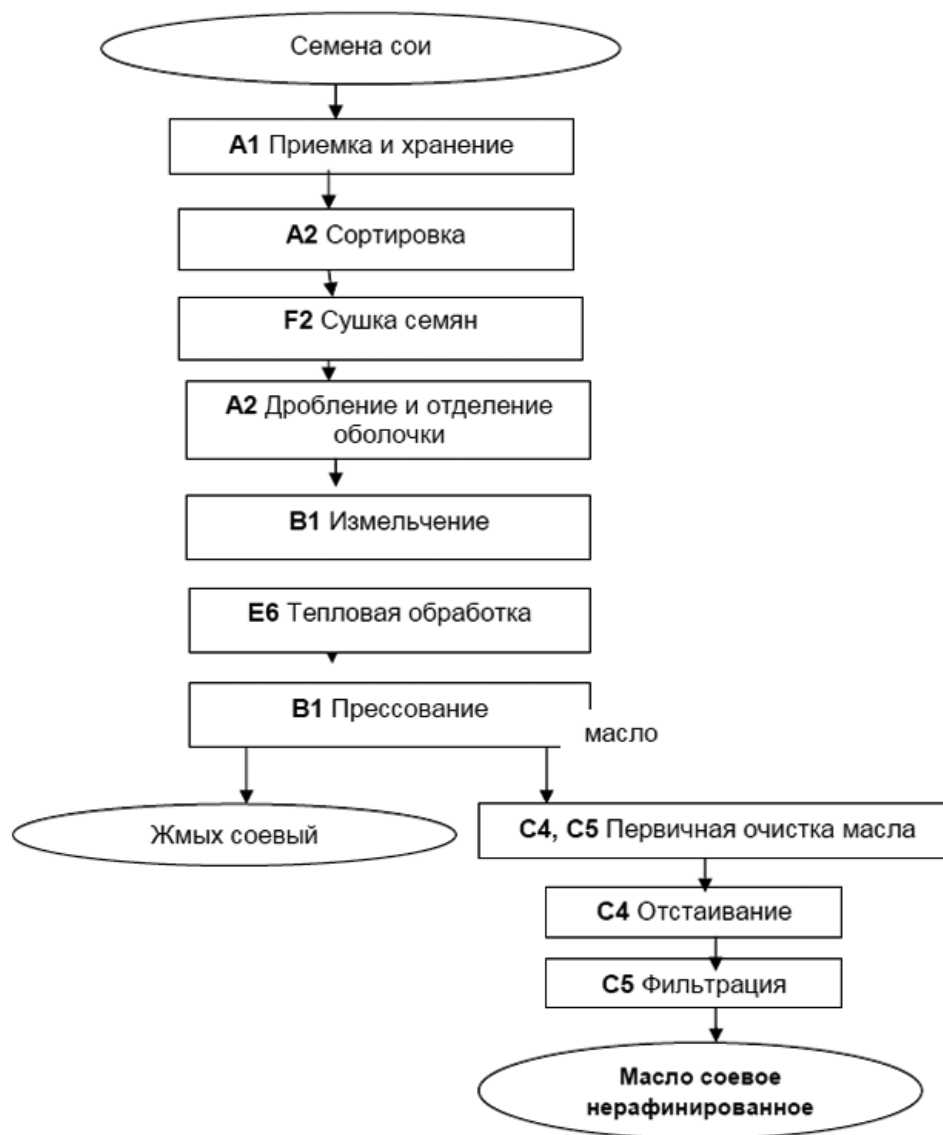 Семена сои
A1 Приемка и хранение
A2 Сортировка
F2 Сушка семян
A2 Дробление и отделение
оболочки
B1 Измельчение
E6 Тепловая обработка
B1 Прессование
масло
Жмых соевый
C4, C5 Первичная очистка масла
C4 Отстаивание
C5 Фильтрация
Масло соевое
нерафинированное